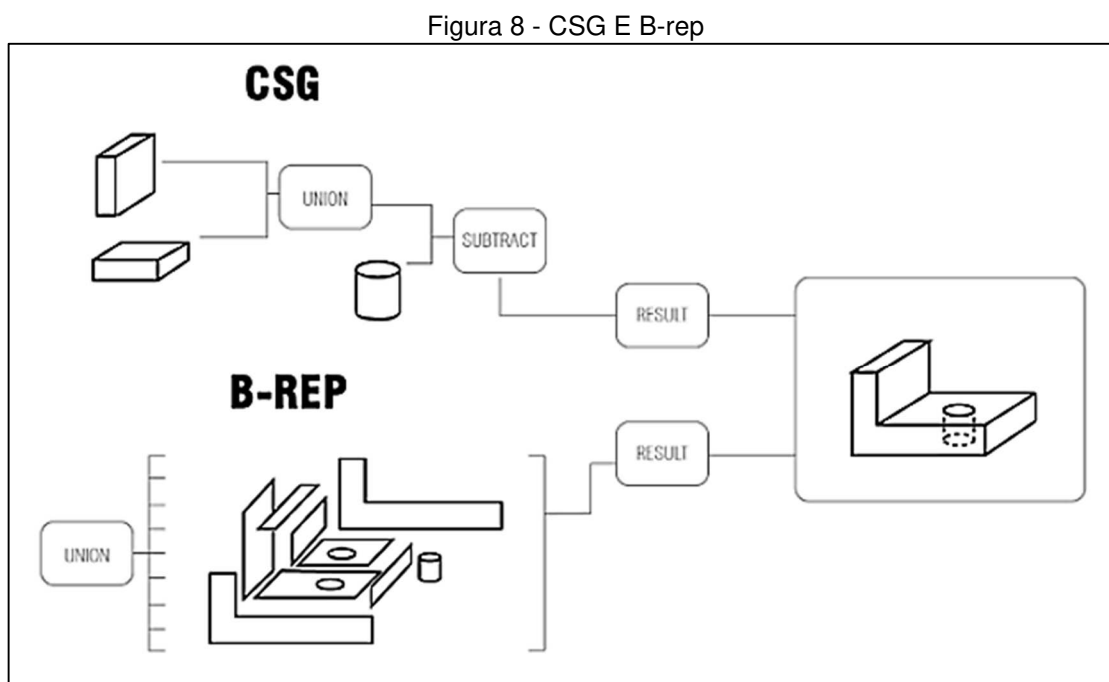 Figura 8 - CSG E B-rep
CSG
UNION
SUBTRACT
RESULT
B-REP
RESULT
UNION